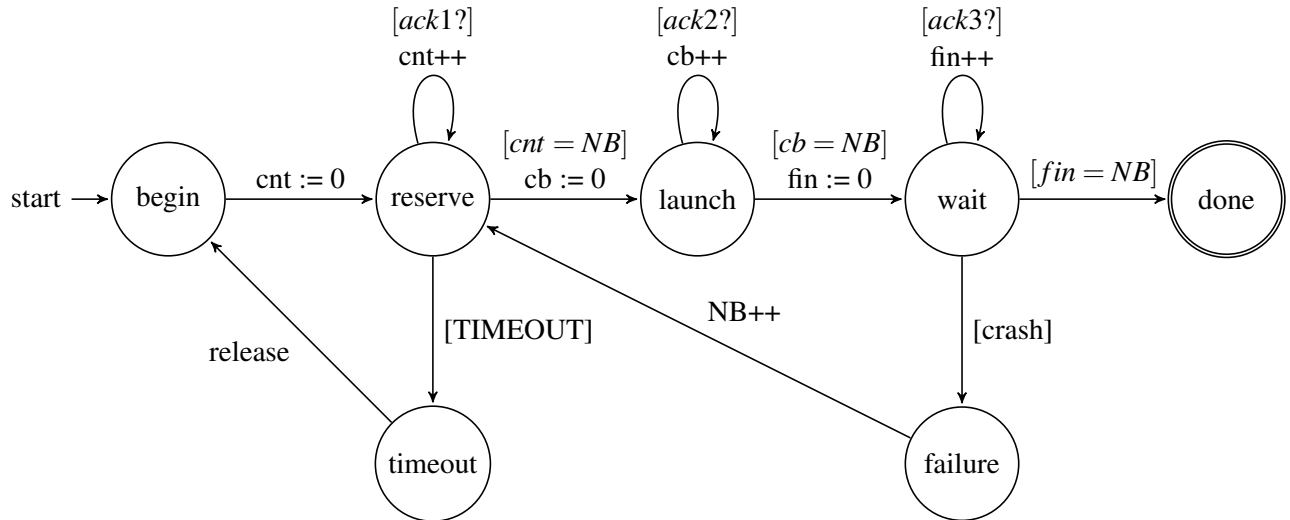 [ack1?]
cnt++
[ack2?]
cb++
[ack3?]
fin++
start
begin
cnt := 0
reserve
[cnt = NB]
cb := 0
launch
[cb = NB]
fin := 0
wait
[fin = NB]
done
release
[TIMEOUT]
NB++
[crash]
timeout
failure